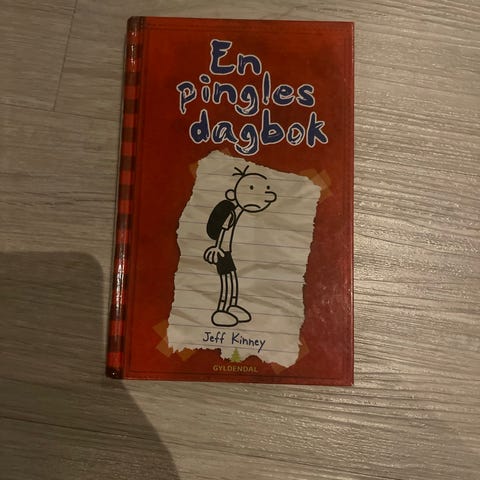 En
pingles
dagbok
Jeff Kinney
GYLDENDAL